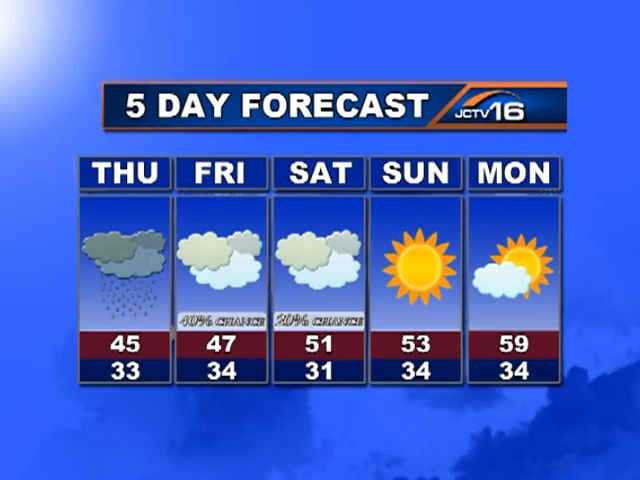 5 DAY FORECAST JCTV16
THU FRI SAT SUN MON
40% CHANCE 20% CHANCE
45 47 51 53 59
33 34 31 34 34